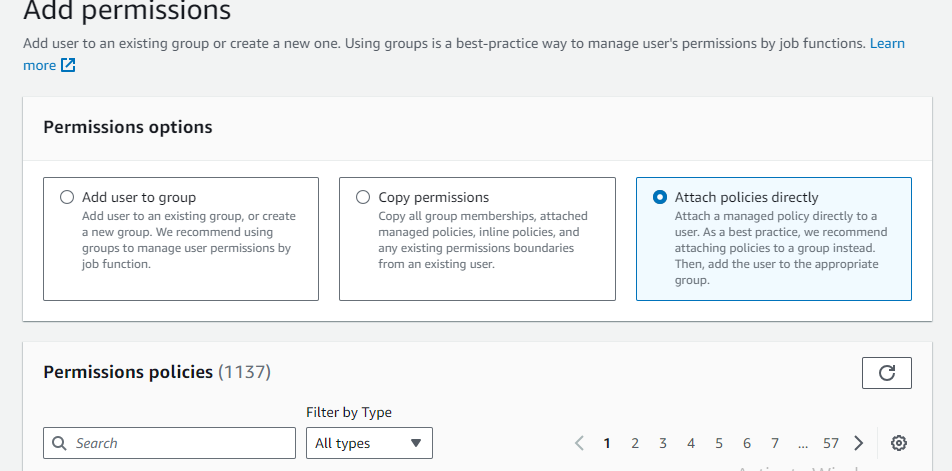 Add permissions
Add user to an existing group or create a new one. Using groups is a best-practice way to manage user's permissions by job functions. Learn
more
Permissions options
Add user to group
Add user to an existing group, or create
a new group. We recommend using
groups to manage user permissions by
job function.
Copy permissions
Copy all group memberships, attached
managed policies, inline policies, and
any existing permissions boundaries
from an existing user.
Attach policies directly
Attach a managed policy directly to a
user. As a best practice, we recommend
attaching policies to a group instead.
Then, add the user to the appropriate
group.
Permissions policies (1137)
Filter by Type
Search
All types
1 2 3 4 5 6 7 ... 57